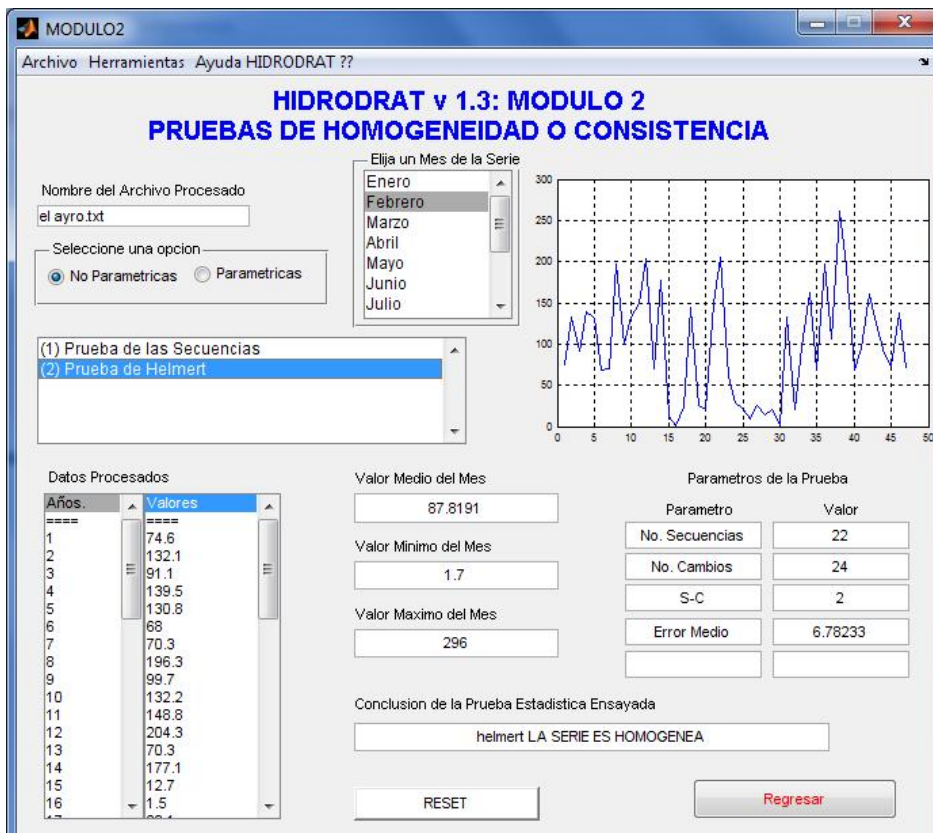 MODULO2
Archivo Herramientas Ayuda HIDRODRAT ??
HIDRODRAT v 1.3: MODULO 2
PRUEBAS DE HOMOGENEIDAD O CONSISTENCIA
Nombre del Archivo Procesado
el ayro.txt
Seleccione una opcion
No Parametricas Parametricas
Elija un Mes de la Serie
Enero
Febrero
Marzo
Abril
Mayo
Junio
Julio
300
250
200
150
100
50
0
0 5 10 15 20 25 30 35 40 45 50
(1) Prueba de las Secuencias
(2) Prueba de Helmert
Datos Procesados
Años. Valores
==== ====
1 74.6
2 132.1
3 91.1
4 139.5
5 130.8
6 68
7 70.3
8 196.3
9 99.7
10 132.2
11 148.8
12 204.3
13 70.3
14 177.1
15 12.7
16 1.5
Valor Medio del Mes
87.8191
Valor Minimo del Mes
1.7
Valor Maximo del Mes
296
Parametros de la Prueba
Parametro Valor
No. Secuencias 22
No. Cambios 24
S-C 2
Error Medio 6.78233
Conclusion de la Prueba Estadistica Ensayada
helmert LA SERIE ES HOMOGENEA
RESET
Regresar